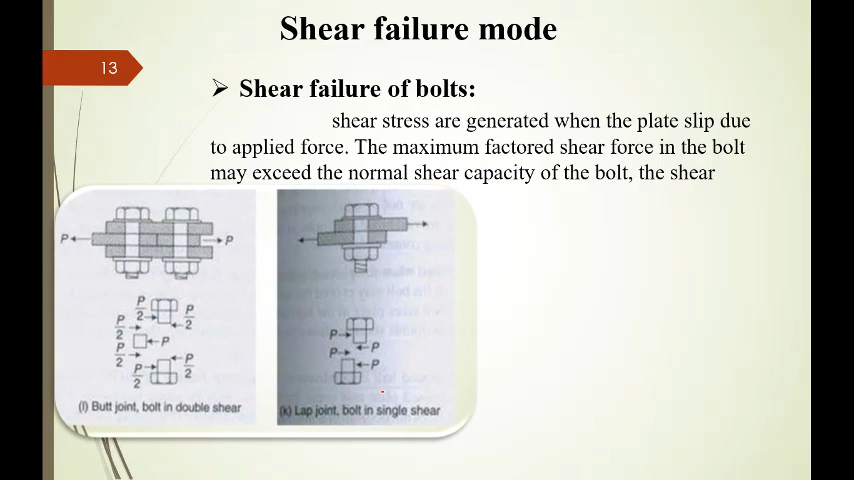 Shear failure mode
13
➢ Shear failure of bolts:
shear stress are generated when the plate slip due
to applied force. The maximum factored shear force in the bolt
may exceed the normal shear capacity of the bolt, the shear
P
P
P/2
P/2
P/2
P
P/2
P/2
P/2
(l) Butt joint, bolt in double shear
P
P
P
P
(k) Lap joint, bolt in single shear